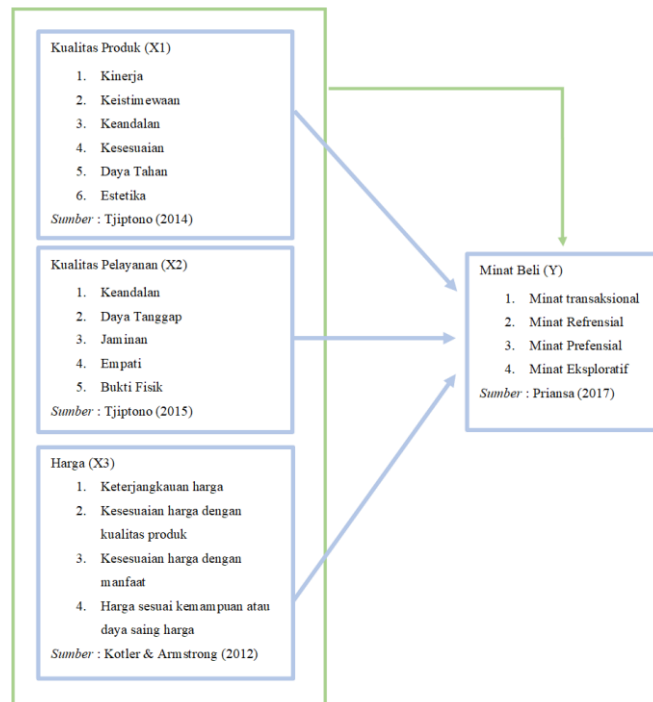 Kualitas Produk (X1)
1. Kinerja
2. Keistimewaan
3. Keandalan
4. Kesesuaian
5. Daya Tahan
6. Estetika
Sumber : Tjiptono (2014)
Kualitas Pelayanan (X2)
1. Keandalan
2. Daya Tanggap
3. Jaminan
4. Empati
5. Bukti Fisik
Sumber : Tjiptono (2015)
Harga (X3)
1. Keterjangkauan harga
2. Kesesuaian harga dengan
kualitas produk
3. Kesesuaian harga dengan
manfaat
4. Harga sesuai kemampuan atau
daya saing harga
Sumber : Kotler & Armstrong (2012)
Minat Beli (Y)
1. Minat transaksional
2. Minat Refrensial
3. Minat Prefensial
4. Minat Eksploratif
Sumber : Priansa (2017)